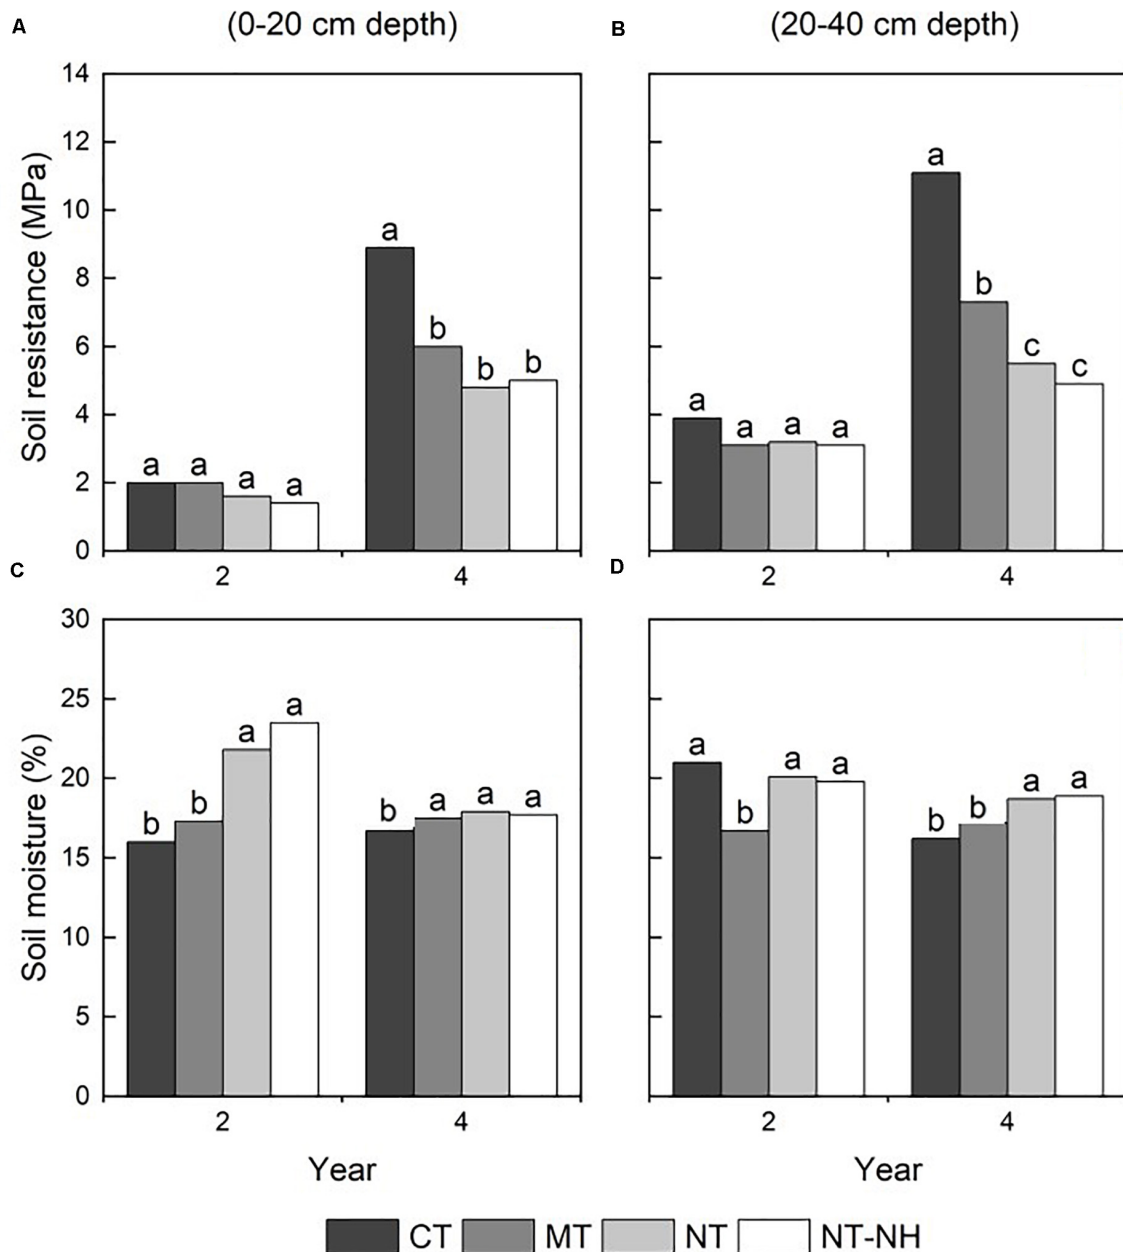 A (0-20 cm depth) B (20-40 cm depth)
Soil resistance (MPa)
14
12
10
8
6
4
2
0
a a a a a b b b
2 4
a a a a a b c c
2 4
C D
Soil moisture (%)
30
25
20
15
10
5
0
b b a a b a a a
2 4
a b a a b b a a
2 4
Year Year
CT MT NT NT-NH